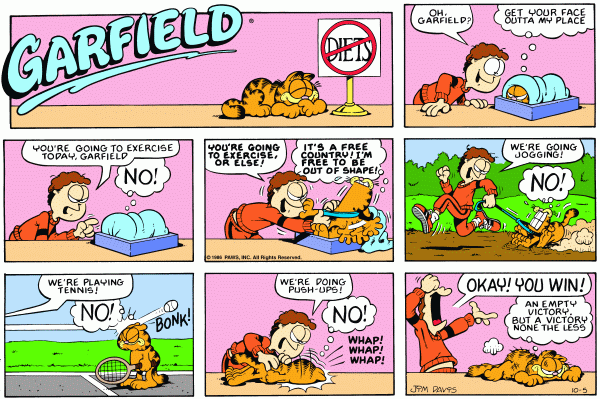 GARFIELD®
DIETS
OH,
GARFIELD?
GET YOUR FACE
OUTTA MY PLACE
YOU'RE GOING TO EXERCISE
TODAY, GARFIELD
NO!
YOU'RE GOING
TO EXERCISE,
OR ELSE!
IT'S A FREE
COUNTRY! I'M
FREE TO BE
OUT OF SHAPE!
© 1986 PAWS, INC. All Rights Reserved.
WE'RE GOING
JOGGING!
NO!
WE'RE PLAYING
TENNIS!
NO!
BONK!
WE'RE DOING
PUSH-UPS!
NO!
WHAP!
WHAP!
WHAP!
OKAY! YOU WIN!
AN EMPTY
VICTORY,
BUT A VICTORY
NONE THE LESS
JIM DAVIS
10-5